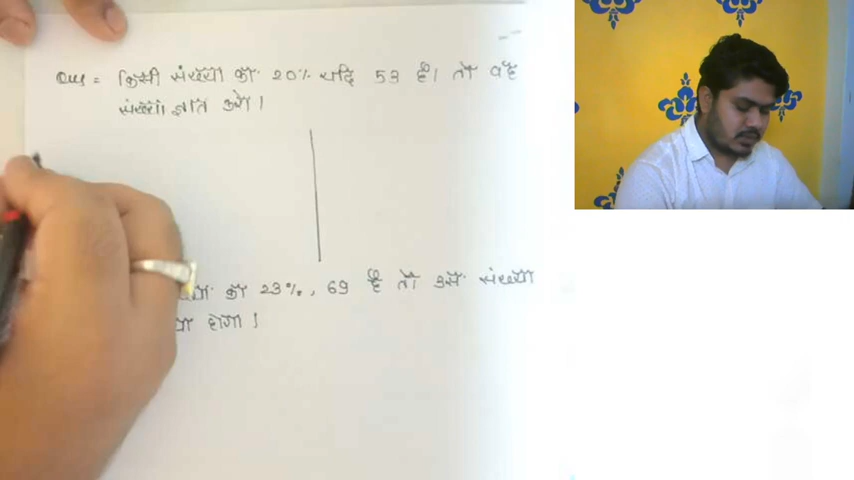 Que = किसी संख्या का 20% यदि 53 है। तो वह
संख्या ज्ञात करो।
का 23%, 69 है तो उस संख्या
होगा।